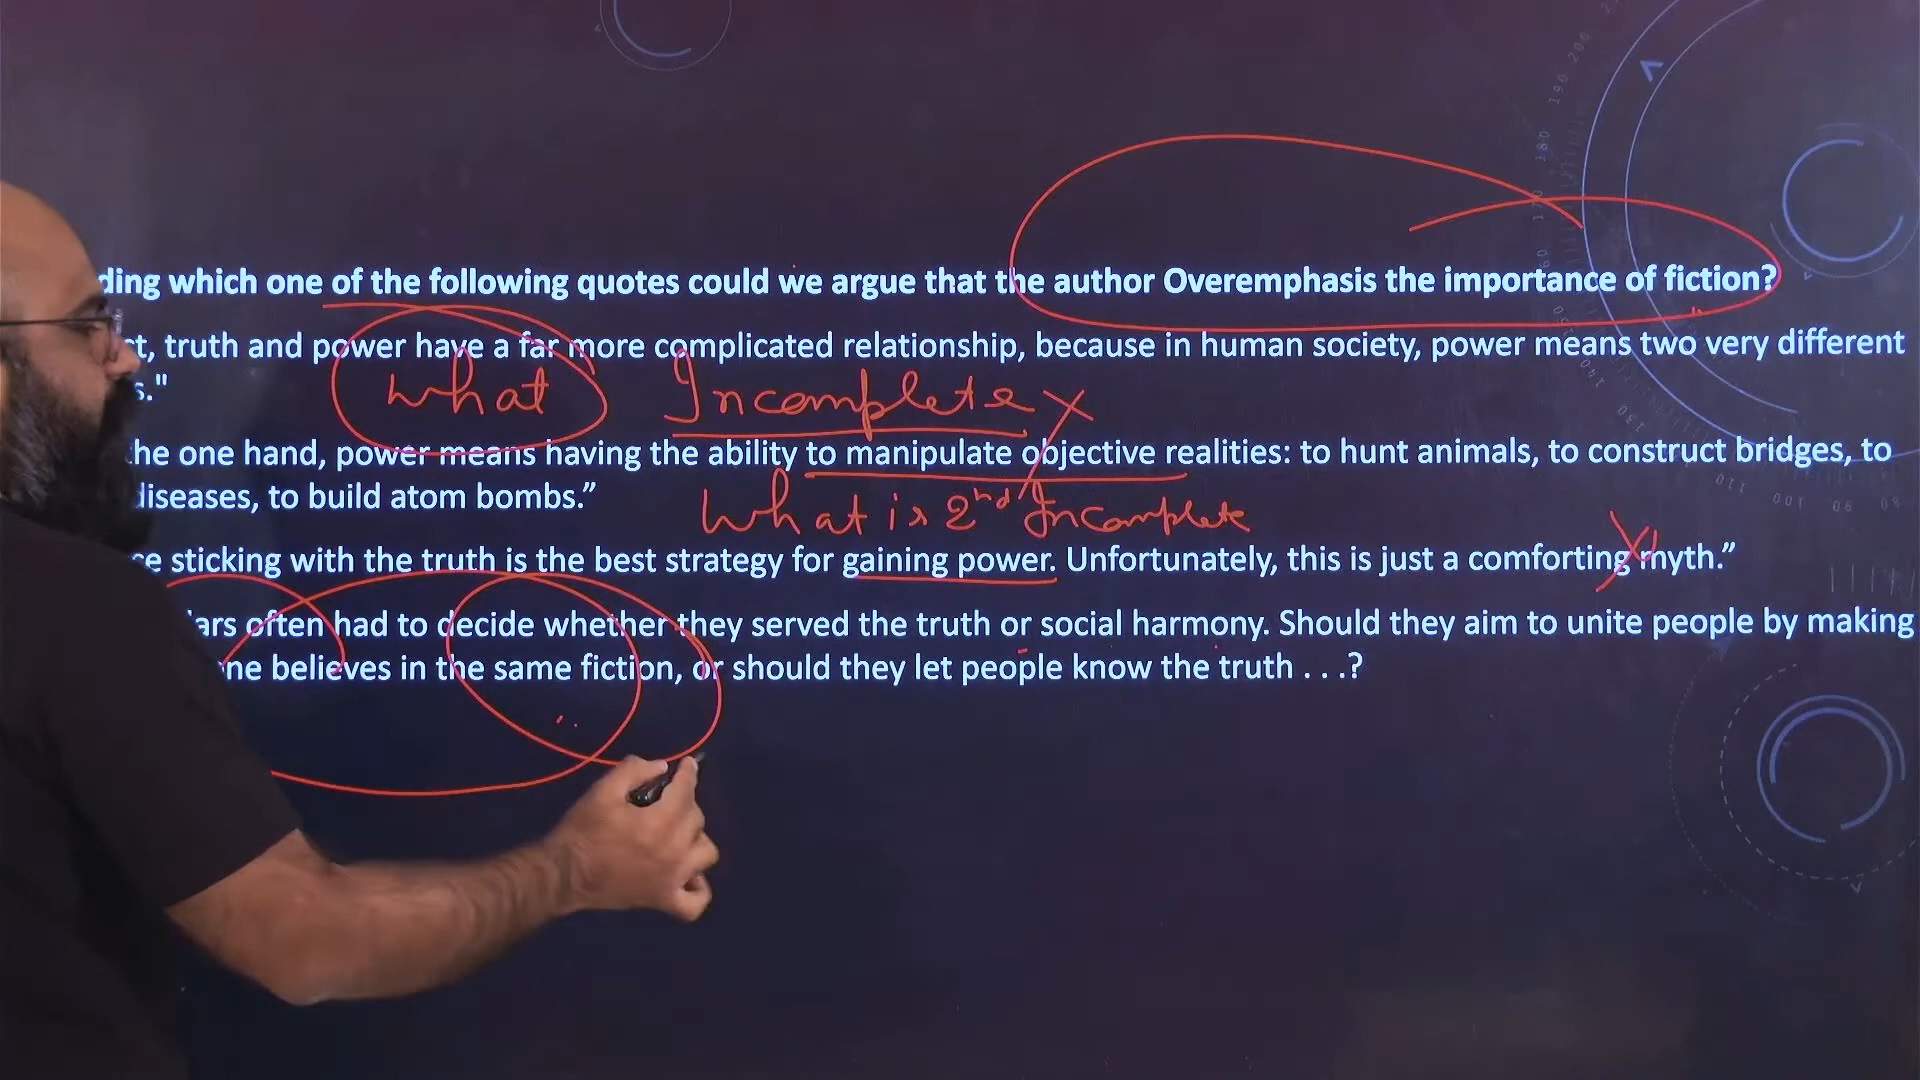 ding which one of the following quotes could we argue that the author Overemphasis the importance of fiction?
ct, truth and power have a far more complicated relationship, because in human society, power means two very different
s."
what Incomplete x
the one hand, power means having the ability to manipulate objective realities: to hunt animals, to construct bridges, to
diseases, to build atom bombs.”
What is 2nd Incomplete
ce sticking with the truth is the best strategy for gaining power. Unfortunately, this is just a comforting myth.”
lars often had to decide whether they served the truth or social harmony. Should they aim to unite people by making
ne believes in the same fiction, or should they let people know the truth . . .?